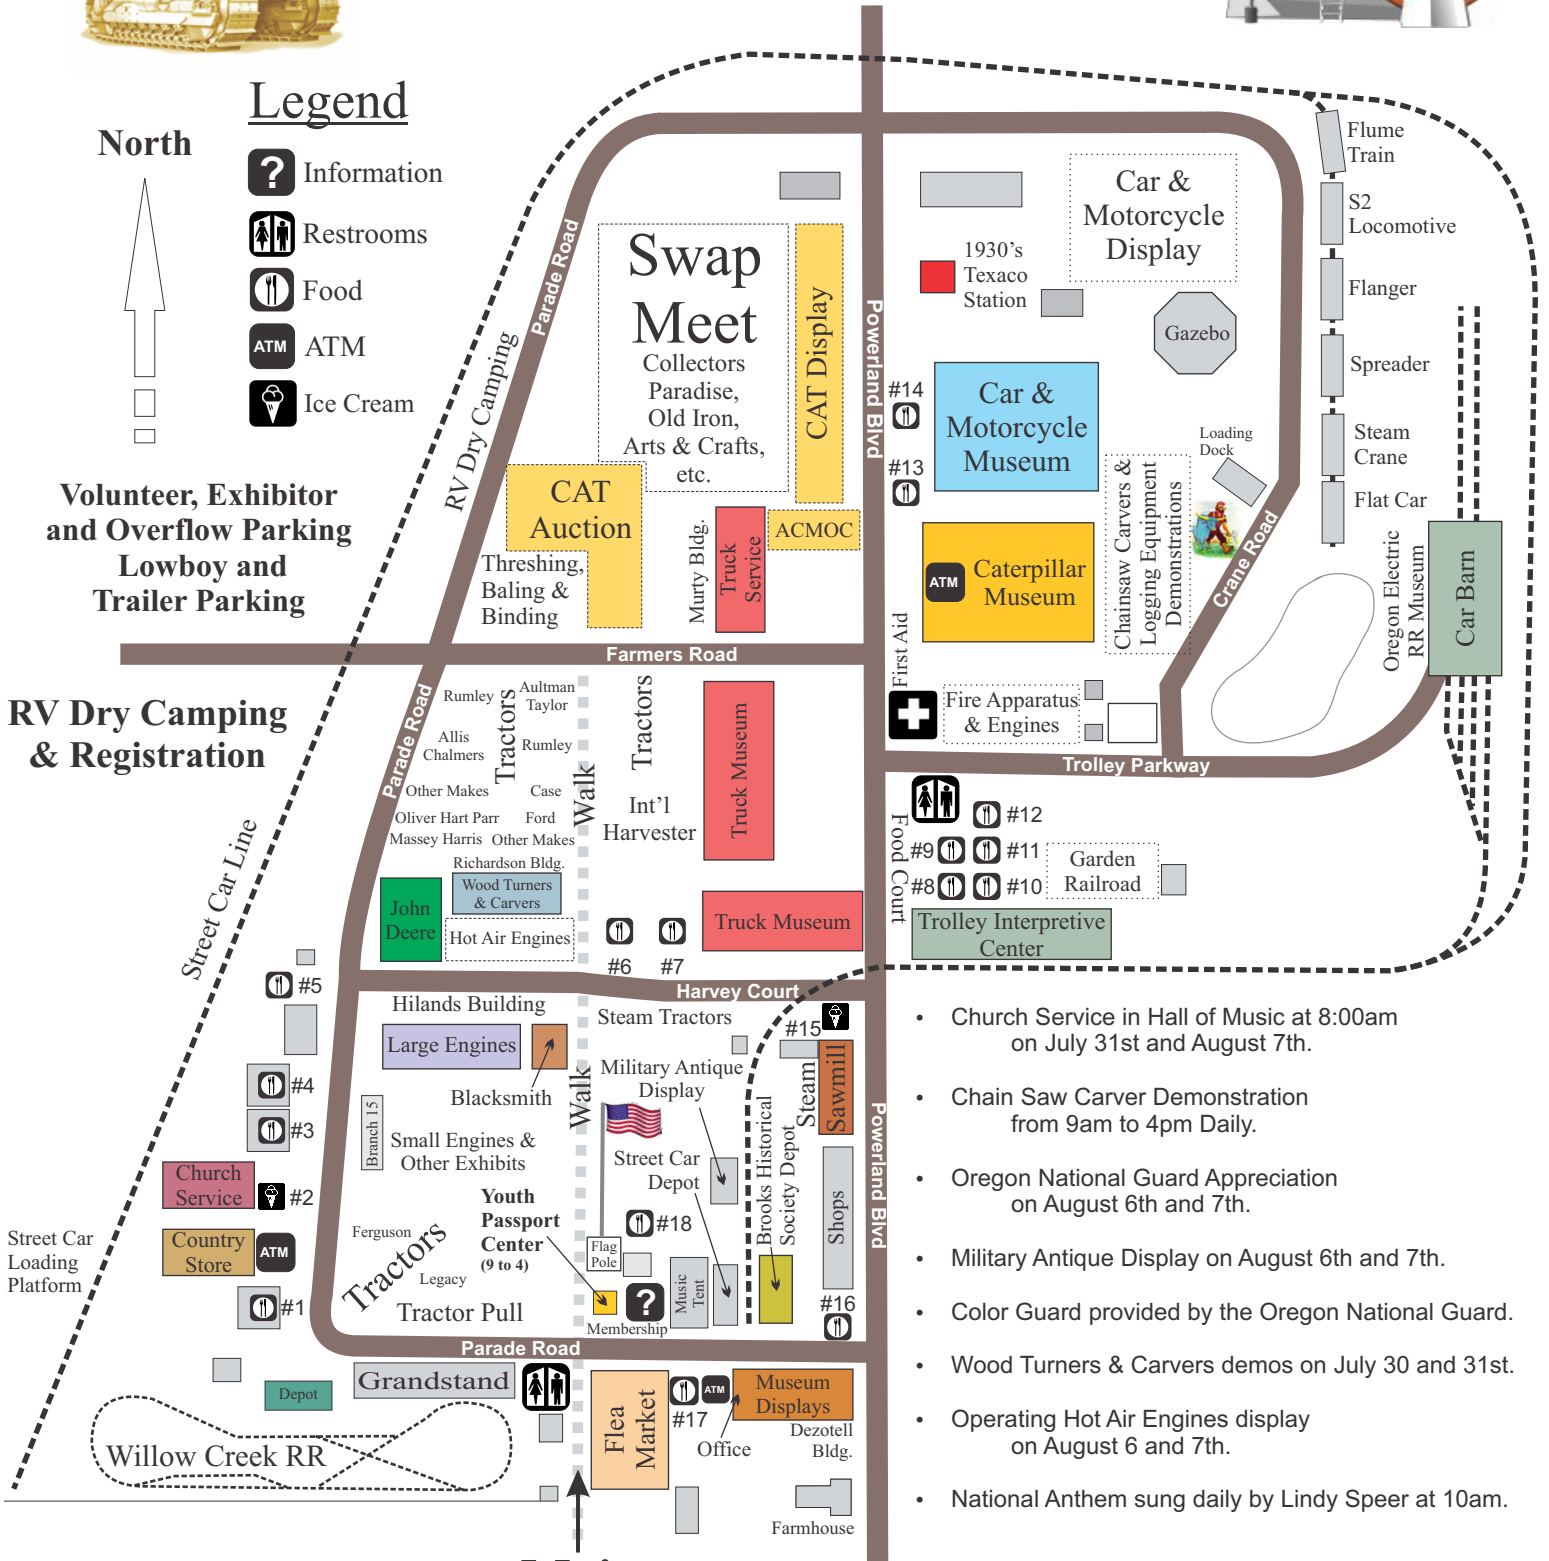 Legend
North
Information
Restrooms
Food
ATM
ATM
Ice Cream
Volunteer, Exhibitor
and Overflow Parking
Lowboy and
Trailer Parking
RV Dry Camping
& Registration
RV Dry Camping
Parade Road
Swap
Meet
Collectors
Paradise,
Old Iron,
Arts & Crafts,
etc.
CAT Display
CAT
Auction
Threshing,
Baling &
Binding
Murty Bldg.
Truck
Service
ACMOC
Powerland Blvd
Car &
Motorcycle
Display
1930's
Texaco
Station
Gazebo
#14
#13
Car &
Motorcycle
Museum
Loading
Dock
Chainsaw Carvers &
Logging Equipment
Demonstrations
ATM
Caterpillar
Museum
Crane Road
Flume
Train
S2
Locomotive
Flanger
Spreader
Steam
Crane
Flat Car
Oregon Electric
RR Museum
Car Barn
First Aid
Fire Apparatus
& Engines
Farmers Road
Trolley Parkway
Parade Road
Rumley
Aultman
Taylor
Tractors
Allis
Chalmers
Rumley
Other Makes
Case
Oliver Hart Parr
Ford
Massey Harris
Other Makes
Richardson Bldg.
Wood Turners
& Carvers
John
Deere
Hot Air Engines
Walk
Tractors
Int'l
Harvester
Truck Museum
Truck Museum
#6
#7
Food Court
#12
#9
#11
#8
#10
Garden
Railroad
Trolley Interpretive
Center
Street Car Line
#5
#4
#3
Church
Service
#2
Country
Store
ATM
#1
Street Car
Loading
Platform
Harvey Court
Hilands Building
Large Engines
Blacksmith
Steam Tractors
Military Antique
Display
#15
Steam
Sawmill
Walk
Branch 15
Small Engines &
Other Exhibits
Street Car
Depot
Brooks Historical
Society Depot
Shops
Powerland Blvd
Youth
Passport
Center
(9 to 4)
#18
Flag
Pole
Ferguson
Tractors
Legacy
Tractor Pull
Membership
Music
Tent
#16
Parade Road
Grandstand
Depot
Willow Creek RR
Flea
Market
#17
ATM
Office
Museum
Displays
Dezotell
Bldg.
Farmhouse
• Church Service in Hall of Music at 8:00am
on July 31st and August 7th.
• Chain Saw Carver Demonstration
from 9am to 4pm Daily.
• Oregon National Guard Appreciation
on August 6th and 7th.
• Military Antique Display on August 6th and 7th.
• Color Guard provided by the Oregon National Guard.
• Wood Turners & Carvers demos on July 30 and 31st.
• Operating Hot Air Engines display
on August 6 and 7th.
• National Anthem sung daily by Lindy Speer at 10am.